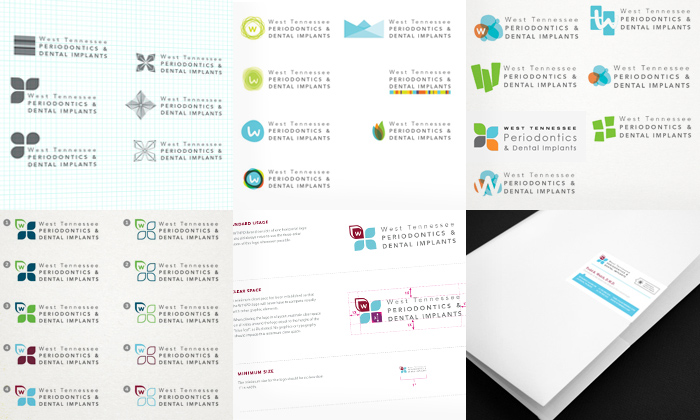 West Tennessee
PERIODONTICS &
DENTAL IMPLANTS
West Tennessee
PERIODONTICS &
DENTAL IMPLANTS
West Tennessee
PERIODONTICS &
DENTAL IMPLANTS
West Tennessee
PERIODONTICS &
DENTAL IMPLANTS
West Tennessee
PERIODONTICS &
DENTAL IMPLANTS
West Tennessee
PERIODONTICS &
DENTAL IMPLANTS
w
West Tennessee
PERIODONTICS &
DENTAL IMPLANTS
West Tennessee
PERIODONTICS &
DENTAL IMPLANTS
w
West Tennessee
PERIODONTICS &
DENTAL IMPLANTS
West Tennessee
PERIODONTICS &
DENTAL IMPLANTS
w
West Tennessee
PERIODONTICS &
DENTAL IMPLANTS
West Tennessee
PERIODONTICS &
DENTAL IMPLANTS
w
West Tennessee
PERIODONTICS &
DENTAL IMPLANTS
w
West Tennessee
PERIODONTICS &
DENTAL IMPLANTS
tw
West Tennessee
PERIODONTICS &
DENTAL IMPLANTS
W
West Tennessee
PERIODONTICS &
DENTAL IMPLANTS
w
West Tennessee
PERIODONTICS &
DENTAL IMPLANTS
WEST TENNESSEE
Periodontics
& Dental Implants
West Tennessee
PERIODONTICS &
DENTAL IMPLANTS
W
West Tennessee
PERIODONTICS &
DENTAL IMPLANTS
1 w West Tennessee
PERIODONTICS &
DENTAL IMPLANTS
1 w West Tennessee
PERIODONTICS &
DENTAL IMPLANTS
2 w West Tennessee
PERIODONTICS &
DENTAL IMPLANTS
2 w West Tennessee
PERIODONTICS &
DENTAL IMPLANTS
3 w West Tennessee
PERIODONTICS &
DENTAL IMPLANTS
3 w West Tennessee
PERIODONTICS &
DENTAL IMPLANTS
4 w West Tennessee
PERIODONTICS &
DENTAL IMPLANTS
4 w West Tennessee
PERIODONTICS &
DENTAL IMPLANTS
4 w West Tennessee
PERIODONTICS &
DENTAL IMPLANTS
4 w West Tennessee
PERIODONTICS &
DENTAL IMPLANTS
NDARD USAGE
w
West Tennessee
PERIODONTICS &
DENTAL IMPLANTS
EAR SPACE
w
West Tennessee
PERIODONTICS &
DENTAL IMPLANTS
MINIMUM SIZE